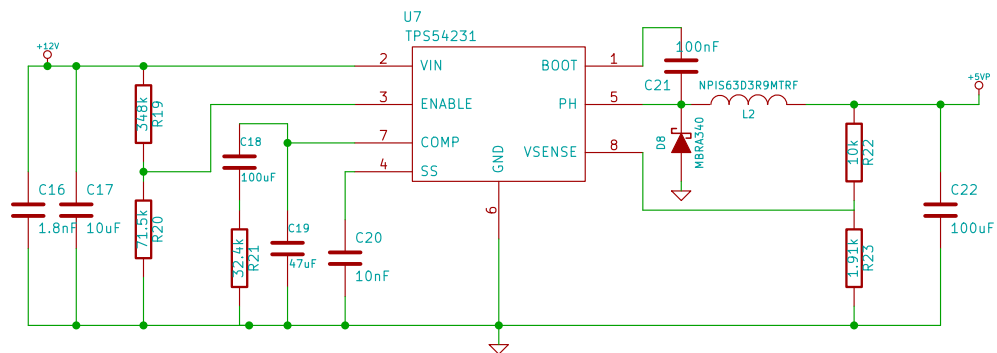 U7
TPS54231
+12V
2 VIN BOOT 1
100nF
C21
NPIS63D3R9MTRF
L2
+5VP
3 ENABLE PH 5
348k R19
7 COMP VSENSE 8
C18
100uF
4 SS
GND
6
D8 MBRA340
10k R22
C16
1.8nF
C17
10uF
71.5k R20
32.4k R21
C19
47uF
C20
10nF
1.91k R23
C22
100uF